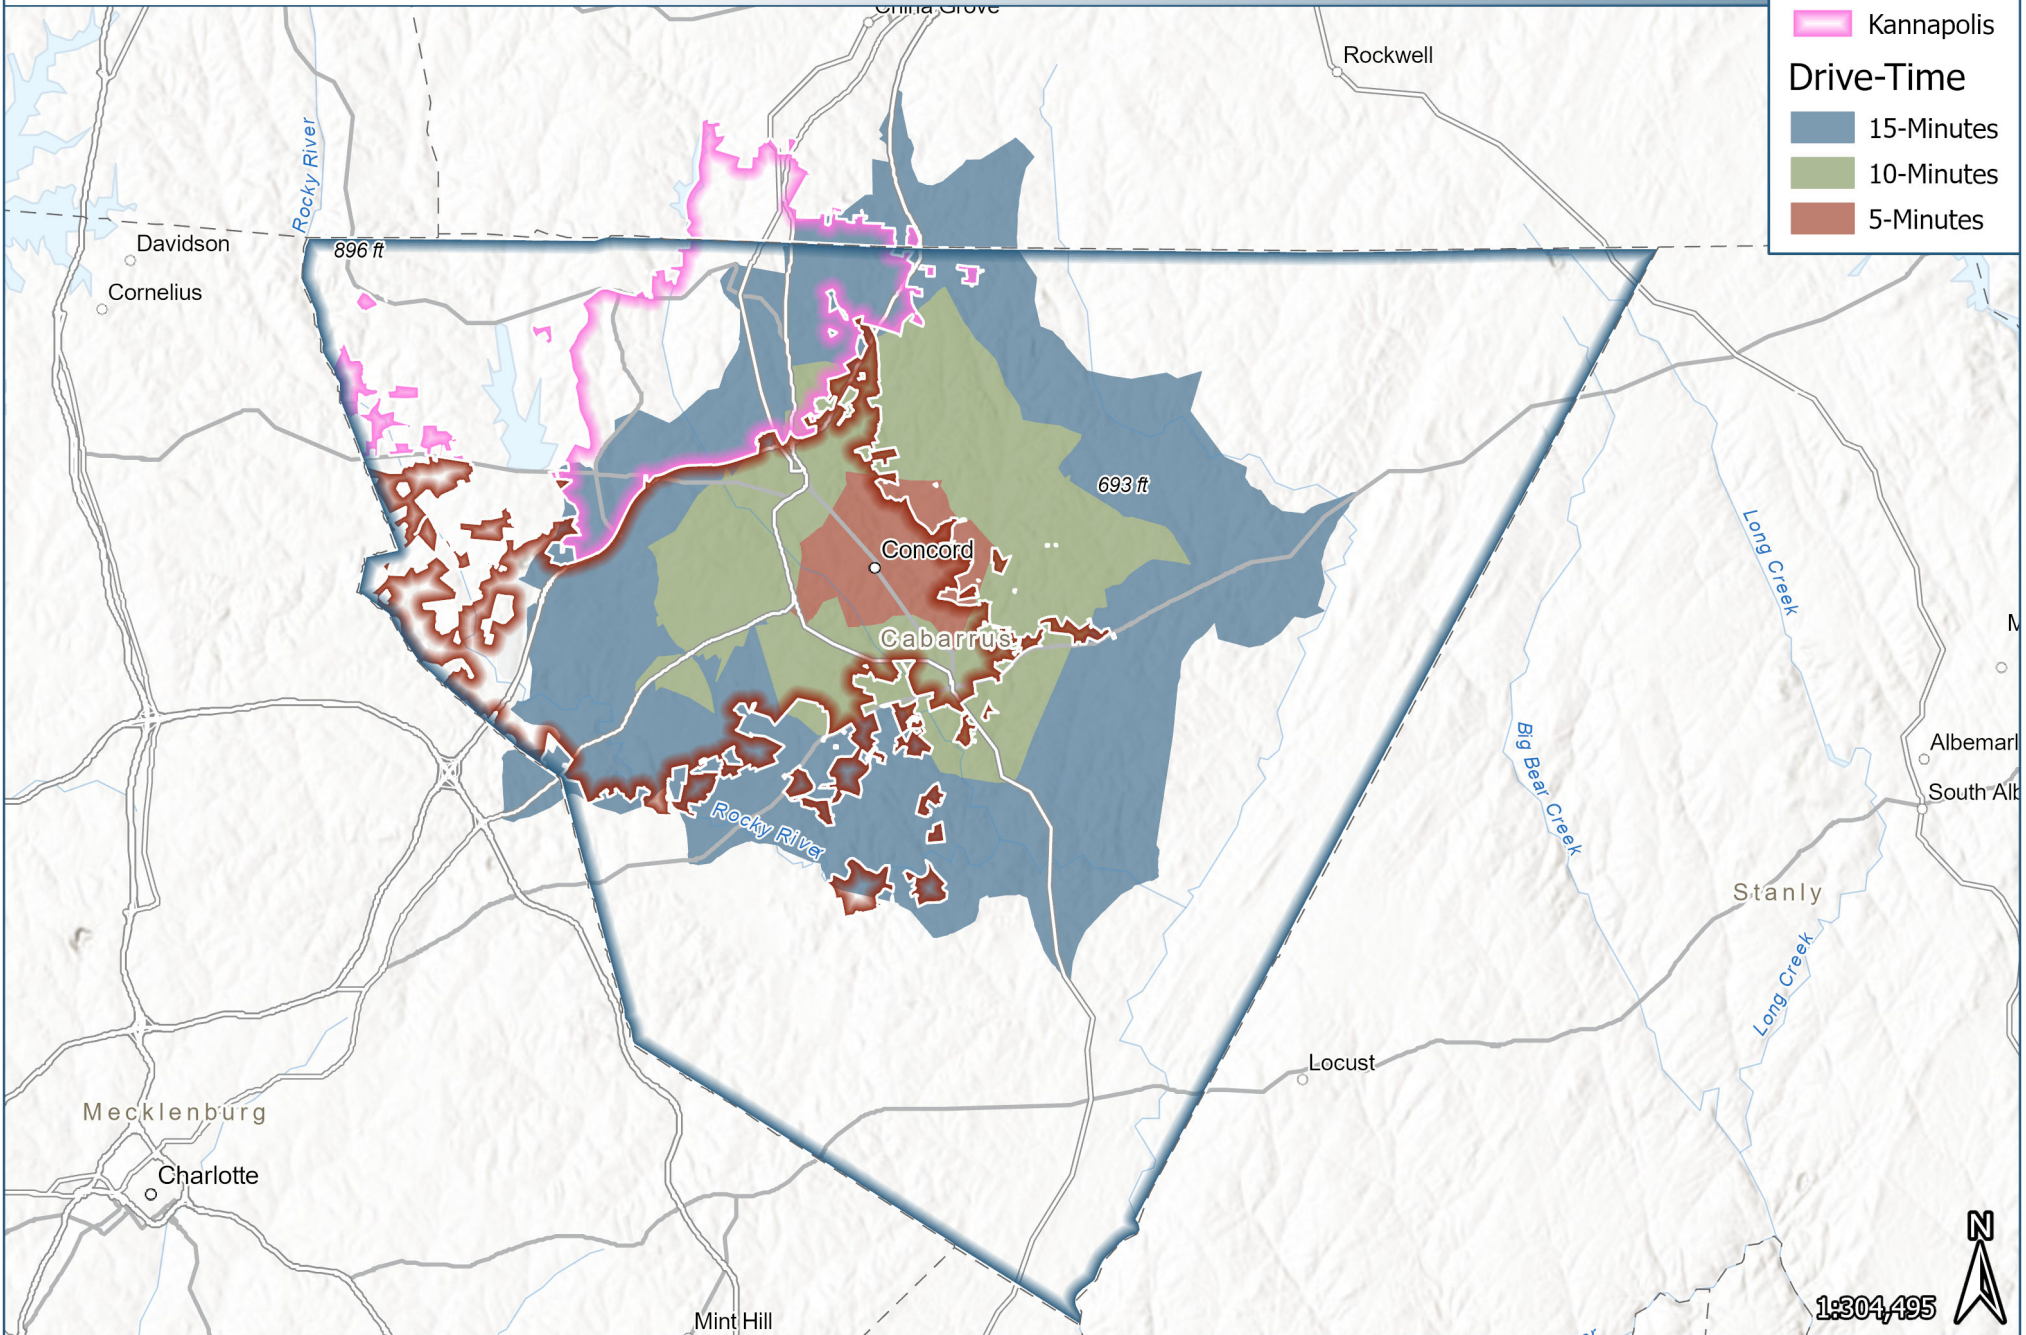 China Grove
Kannapolis
Rockwell
Drive-Time
15-Minutes
10-Minutes
5-Minutes
Rocky River
Davidson
896 ft
Cornelius
693 ft
Long Creek
Concord
Cabarrus
M
Big Bear Creek
Albemarl
South Alb
Rocky River
Stanly
Long Creek
Locust
Mecklenburg
Charlotte
N
1:304,495
Mint Hill